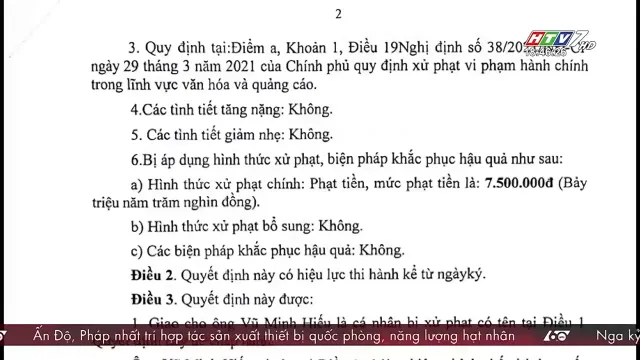 2
HTV7 HD
18:46:26
3. Quy định tại:Điểm a, Khoản 1, Điều 19Nghị định số
ngày 29 tháng 3 năm 2021 của Chính phủ quy định xử phạt vi phạm hành chính
trong lĩnh vực văn hóa và quảng cáo.
4.Các tình tiết tăng nặng: Không.
5. Các tình tiết giảm nhẹ: Không.
6.Bị áp dụng hình thức xử phạt, biện pháp khắc phục hậu quả như sau:
a) Hình thức xử phạt chính: Phạt tiền, mức phạt tiền là: 7.500.000đ (Bảy
triệu năm trăm nghìn đồng).
b) Hình thức xử phạt bổ sung: Không.
c) Các biện pháp khắc phục hậu quả: Không.
Điều 2. Quyết định này có hiệu lực thi hành kể từ ngàyký.
Điều 3. Quyết định này được:
1. Giao cho ông Vũ Minh Hiếu là cá nhân bị xử phạt có tên tại Điều 1
Ấn Độ, Pháp nhất trí hợp tác sản xuất thiết bị quốc phòng, năng lượng hạt nhân
Nga k